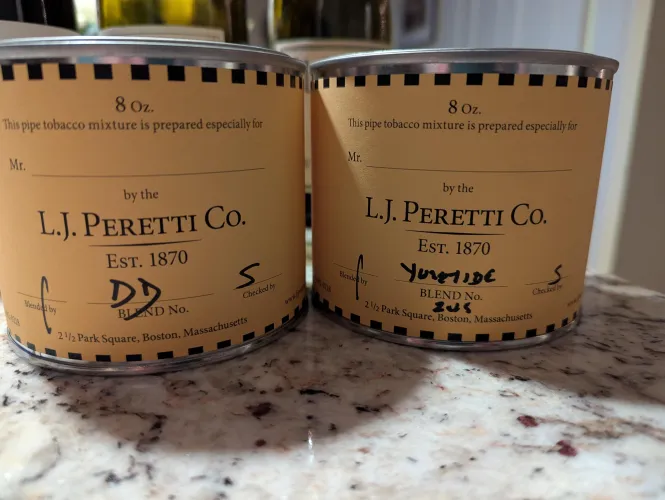 8 Oz.
This pipe tobacco mixture is prepared especially for
Mr.
by the
L.J. PERETTI CO.
EST. 1870
DD
S
Blended by
BLEND No.
Checked by
2 1/2 Park Square, Boston, Massachusetts
8 Oz.
This pipe tobacco mixture is prepared especially for
Mr.
by the
L.J. PERETTI CO.
EST. 1870
YULETIDE
S
Blended by
BLEND No.
Checked by
2 1/2 Park Square, Boston, Massachusetts